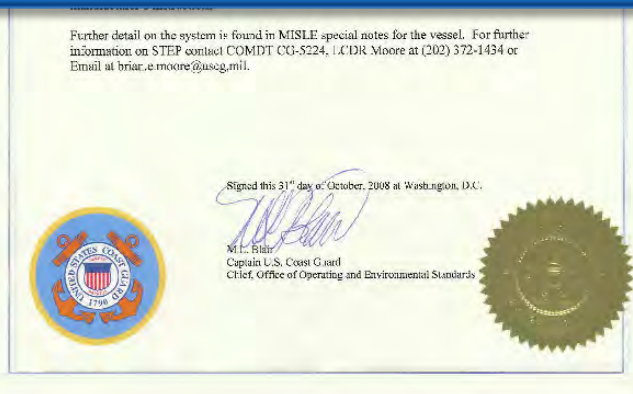 Further detail on the system is found in MISLE special notes for the vessel. For further
information on STEP contact COMDT CG-5224, LCDR Moore at (202) 372-1434 or
Email at brian.e.moore@uscg.mil.
Signed this 31st day of October, 2008 at Washington, D.C.
M.L. Blair
Captain U.S. Coast Guard
Chief, Office of Operating and Environmental Standards
UNITED STATES COAST GUARD
1790